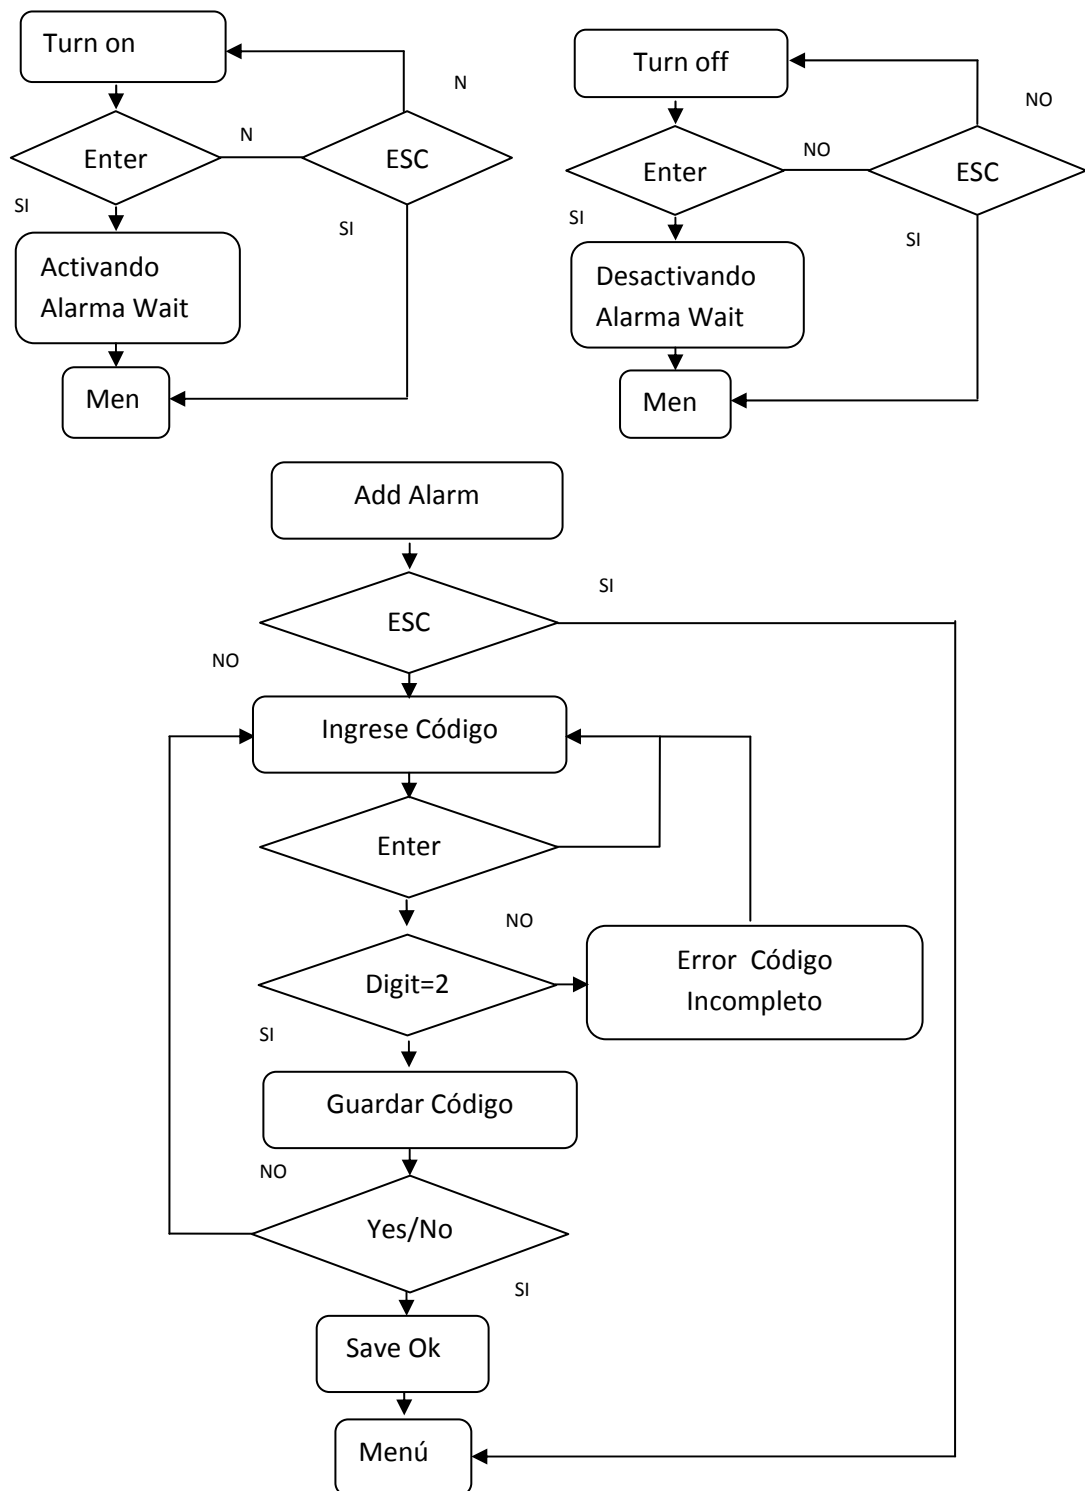 Turn on
N
Enter
N
ESC
SI
SI
Activando
Alarma Wait
Men
Turn off
NO
Enter
NO
ESC
SI
SI
Desactivando
Alarma Wait
Men
Add Alarm
SI
ESC
NO
Ingrese Código
Enter
NO
Digit=2
Error Código
Incompleto
SI
Guardar Código
NO
Yes/No
SI
Save Ok
Menú